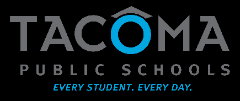 TACOMA
PUBLIC SCHOOLS
EVERY STUDENT. EVERY DAY.